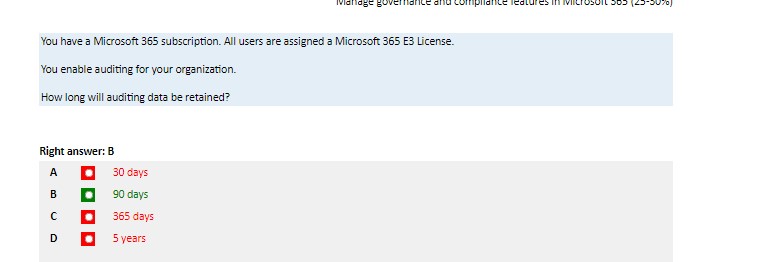 Manage governance and compliance features in Microsoft 365 (25-30%)
You have a Microsoft 365 subscription. All users are assigned a Microsoft 365 E3 License.
You enable auditing for your organization.
How long will auditing data be retained?
Right answer: B
A 30 days
B 90 days
C 365 days
D 5 years